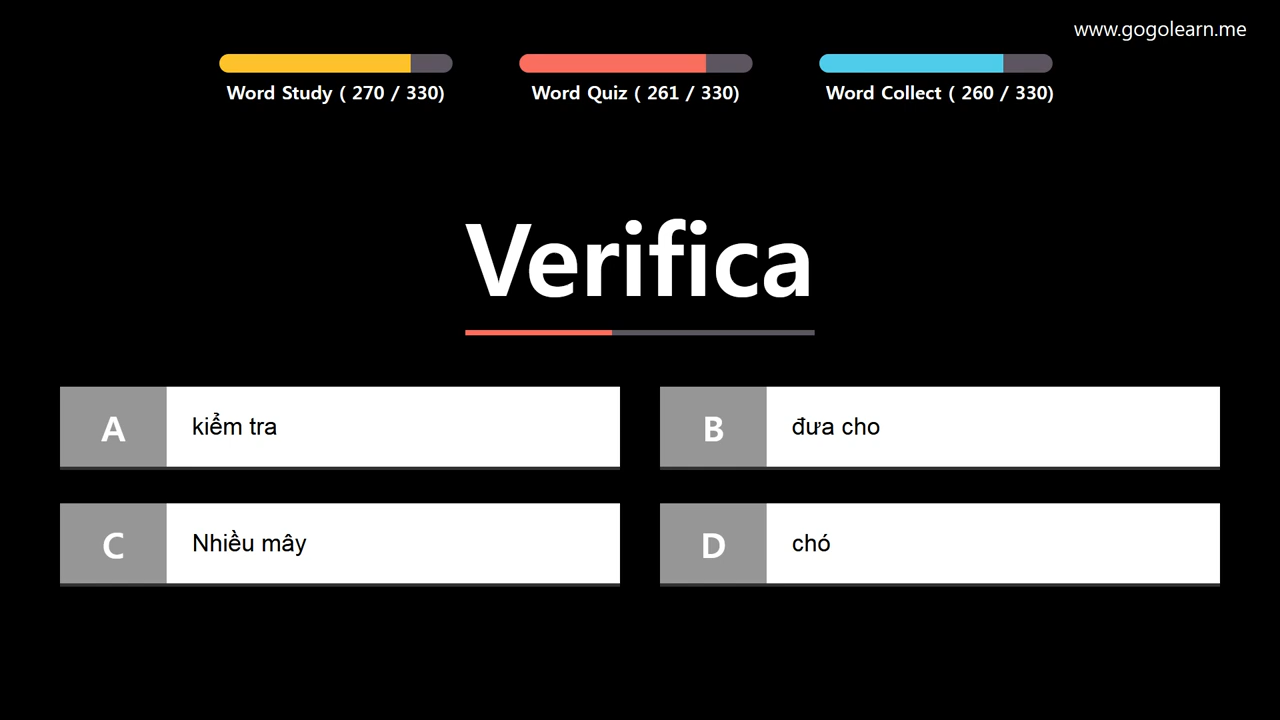 www.gogolearn.me
Word Study ( 270 / 330)
Word Quiz ( 261 / 330)
Word Collect ( 260 / 330)
Verifica
A
kiểm tra
B
đưa cho
C
Nhiều mây
D
chó